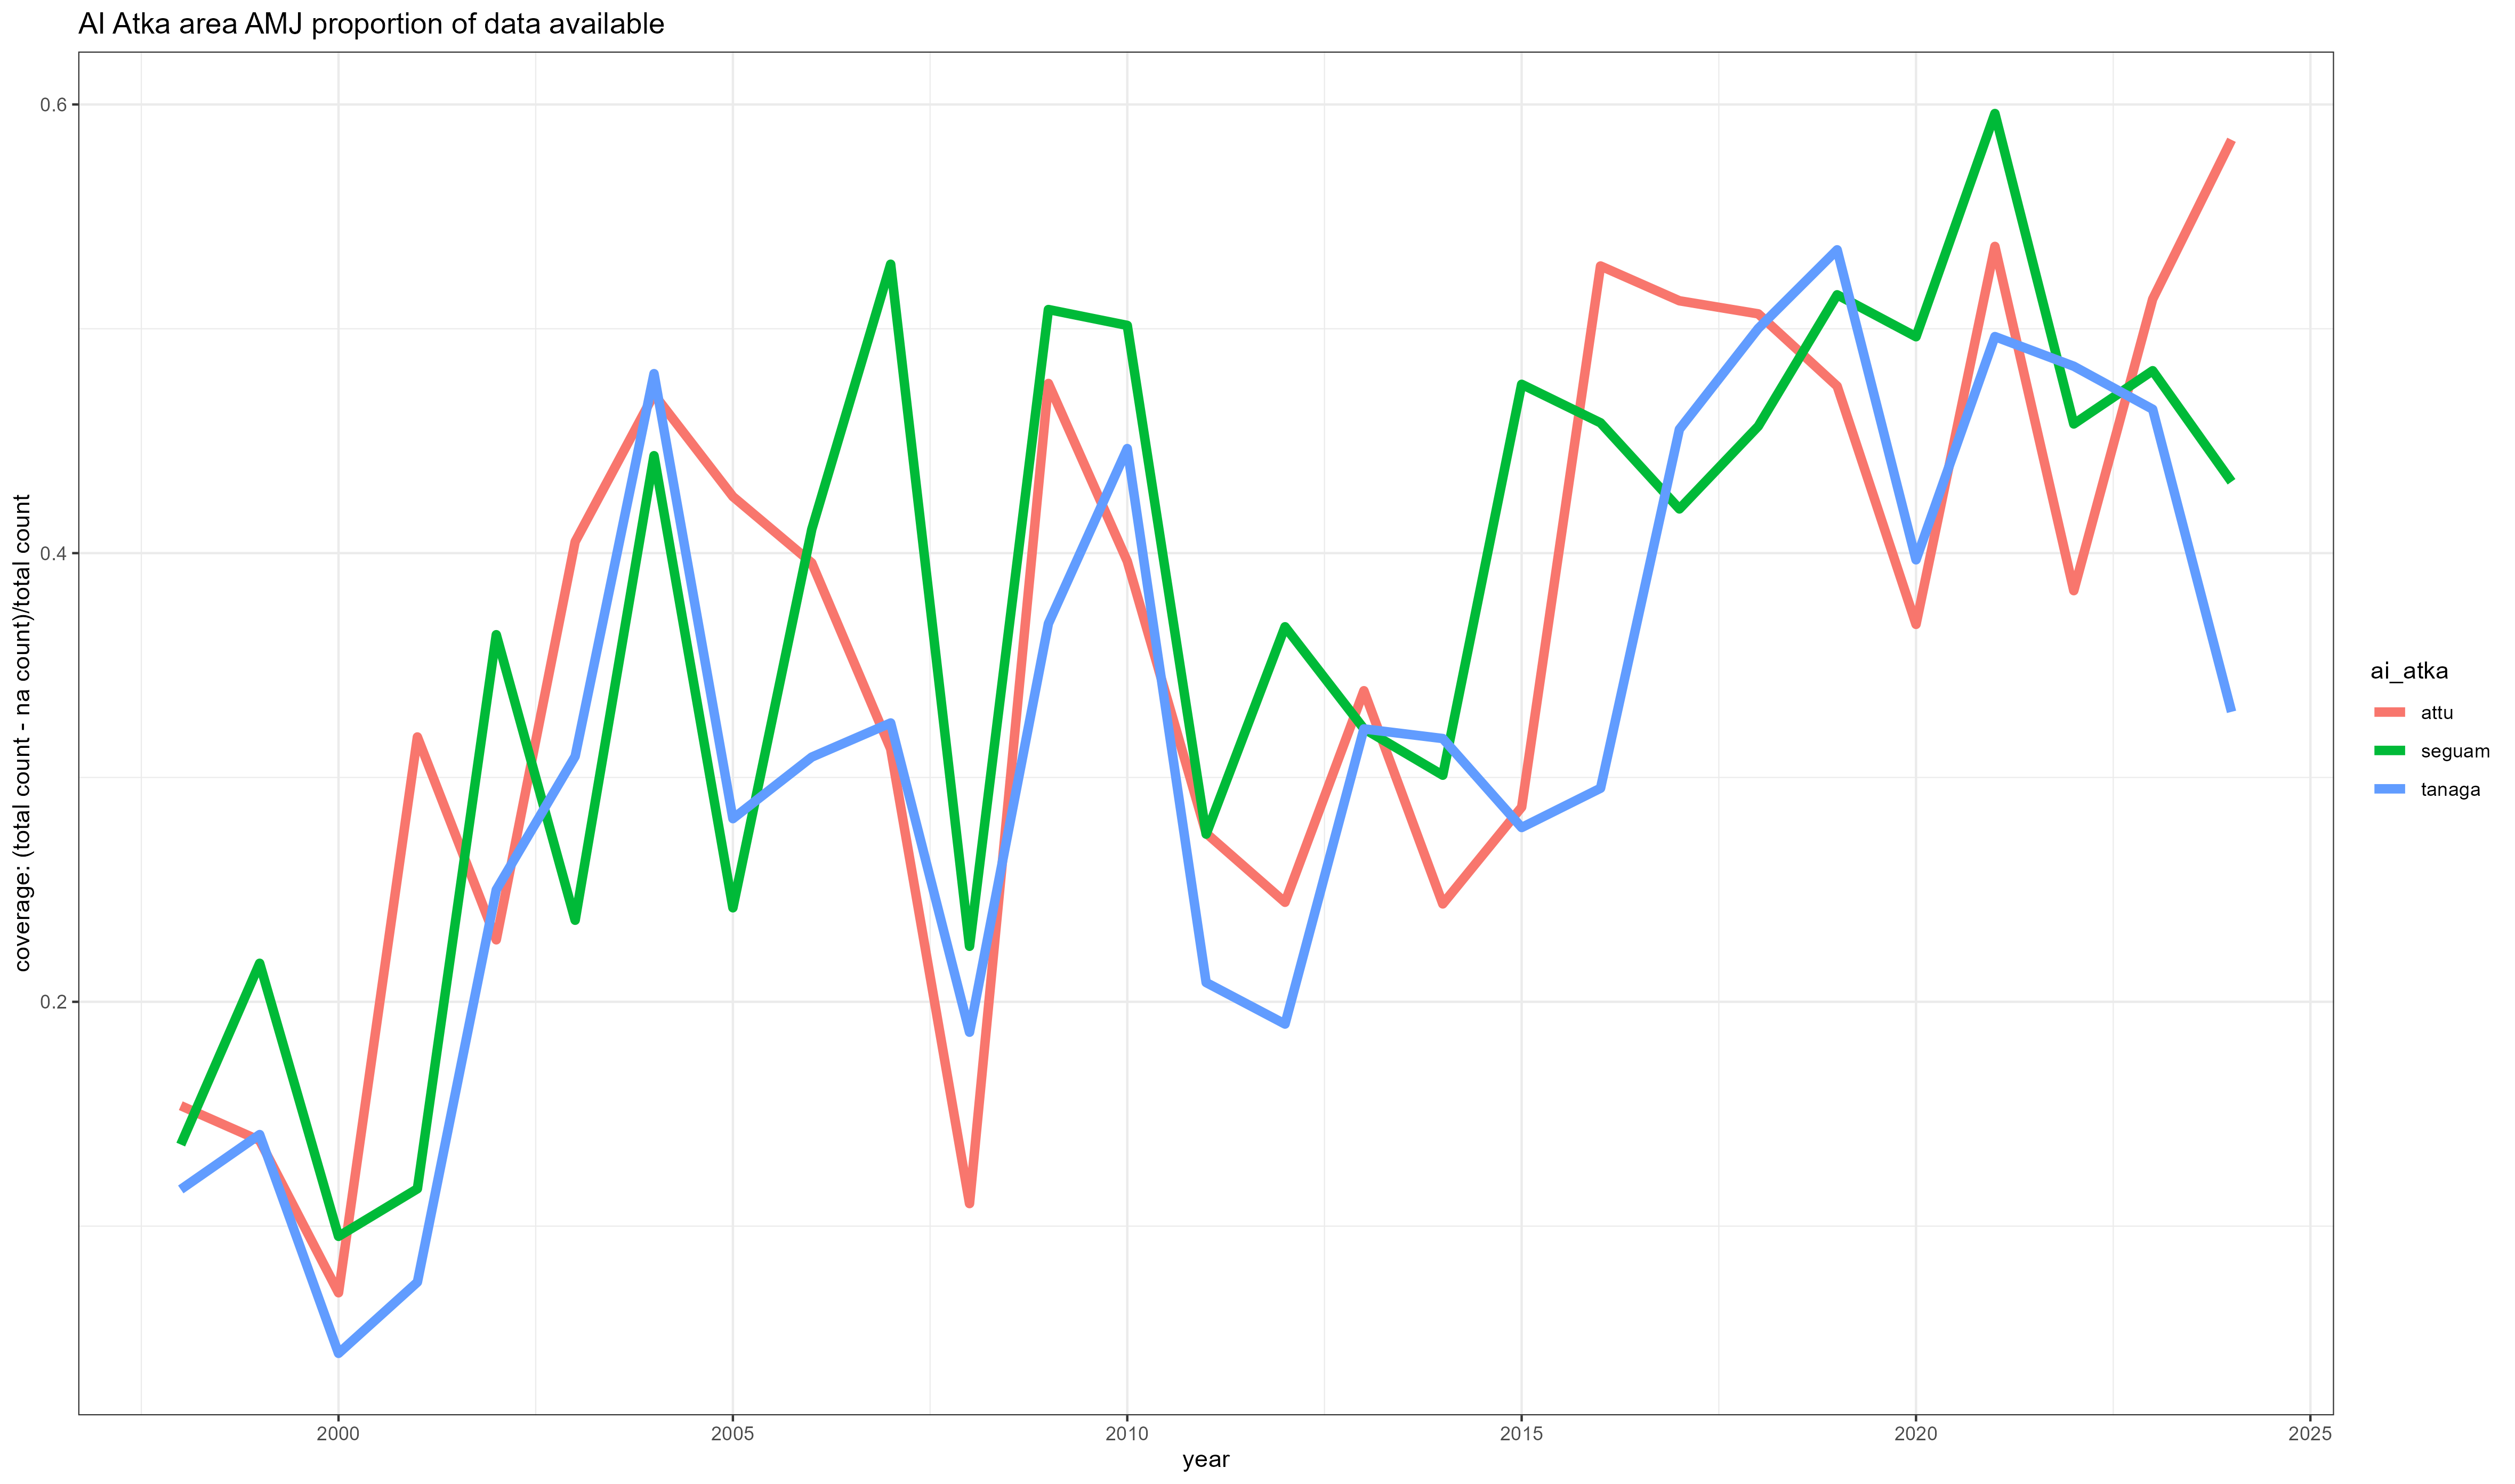 AI Atka area AMJ proportion of data available
coverage: (total count - na count)/total count
0.6
0.4
0.2
2000
2005
2010
2015
2020
2025
year
ai_atka
attu
seguam
tanaga